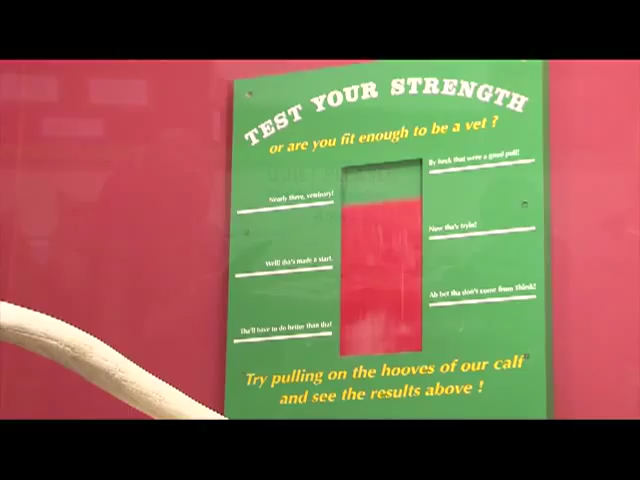 TEST YOUR STRENGTH
or are you fit enough to be a vet ?
By heck that were a good pull!
Nearly there, vetinary!
Now tha's tryin!
Well! tha's made a start.
Ah bet tha don't come from Thirsk!
Tha'll have to do better than that
Try pulling on the hooves of our calf
and see the results above !